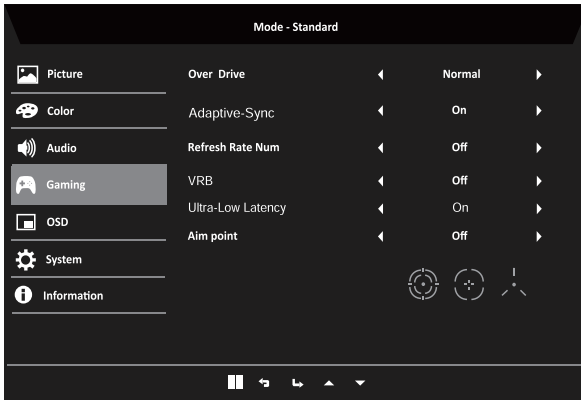 Mode - Standard
Picture
Over Drive Normal
Color
Adaptive-Sync On
Audio
Refresh Rate Num Off
Gaming
VRB Off
Ultra-Low Latency On
OSD
Aim point Off
System
Information